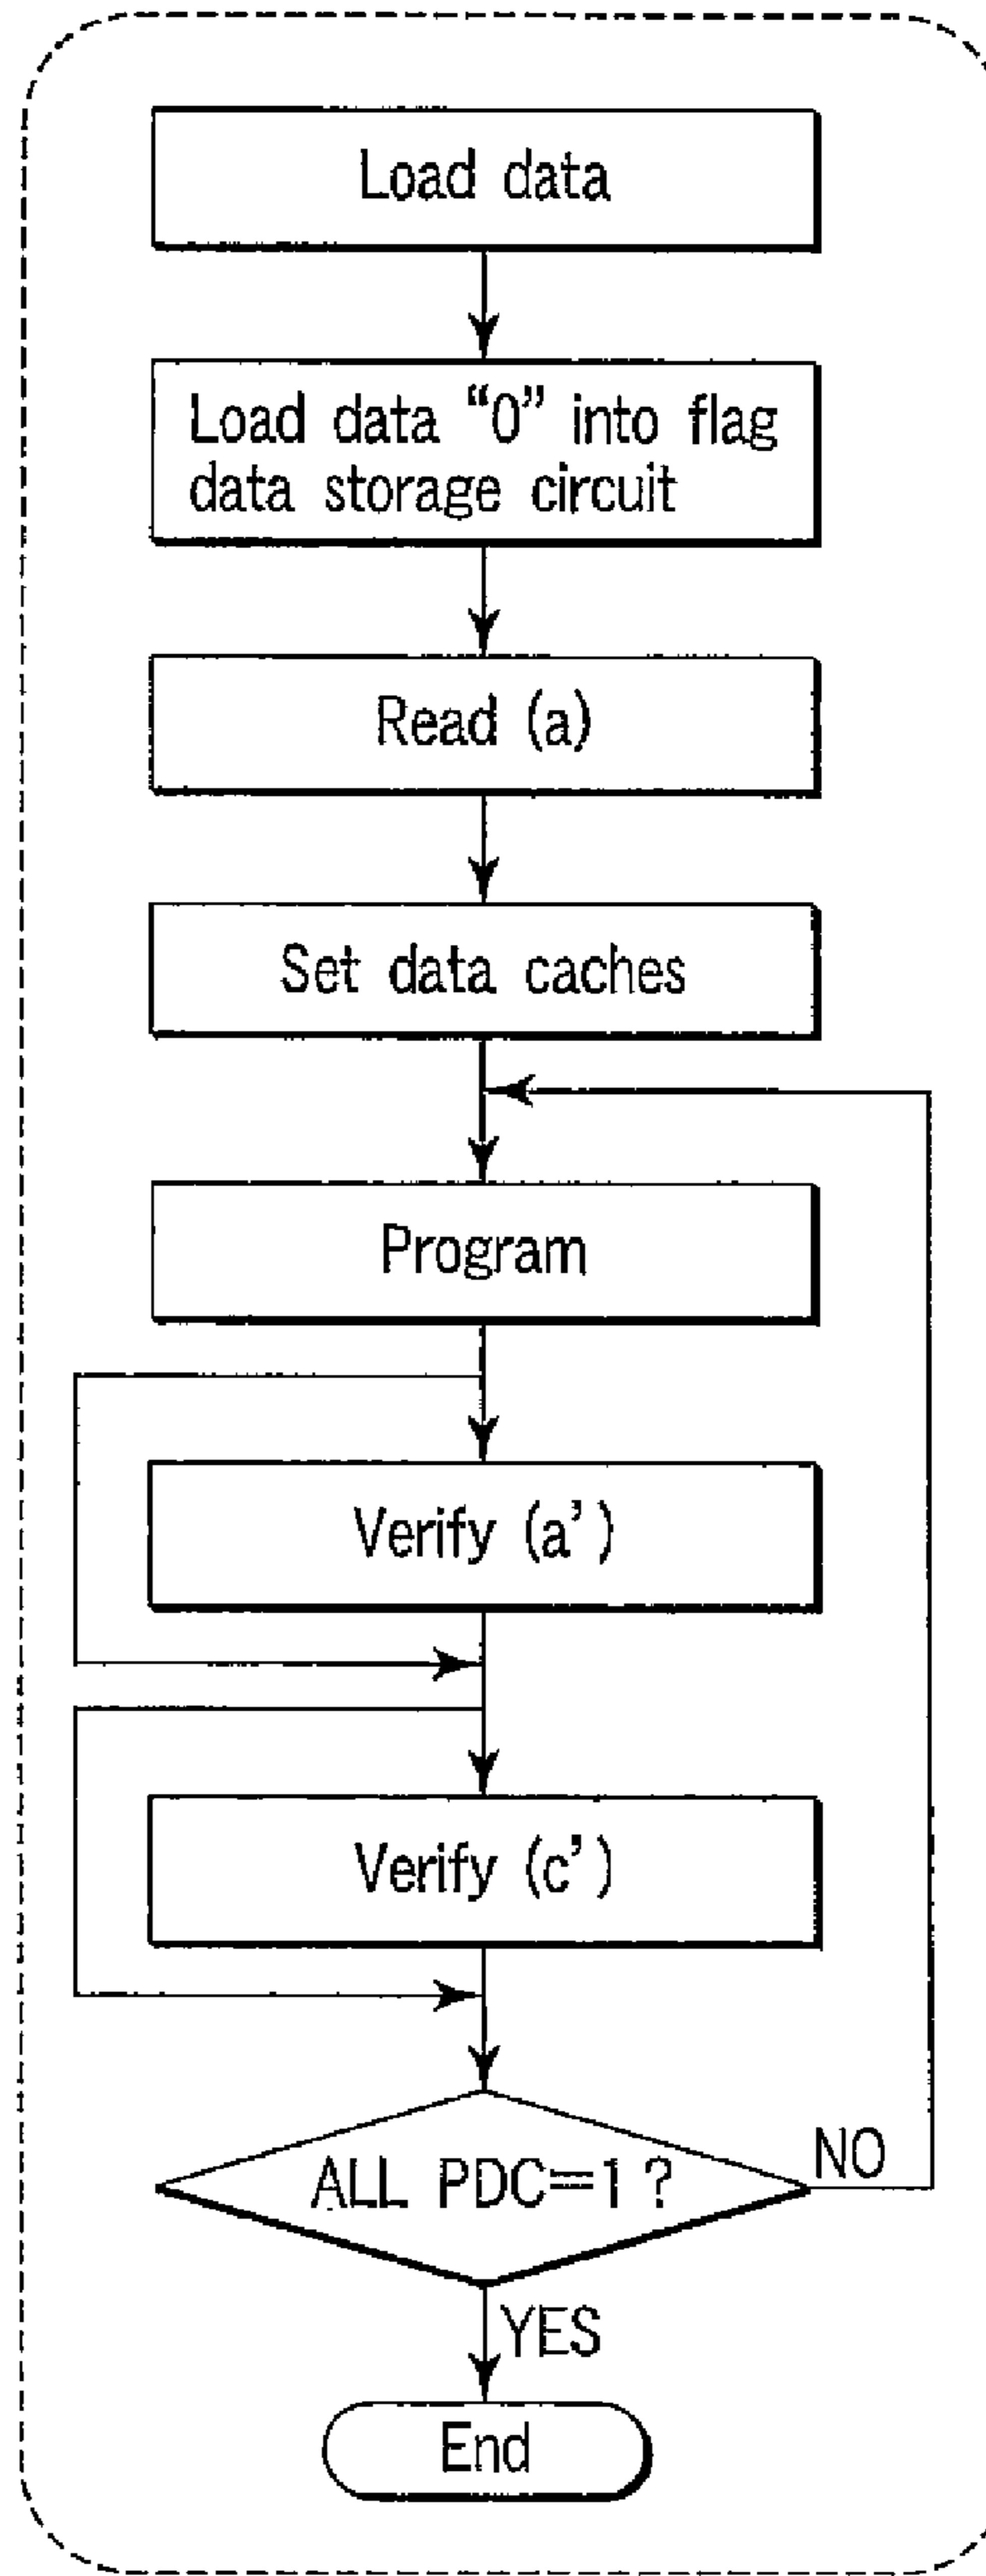 Load data
Load data “0” into flag
data storage circuit
Read (a)
Set data caches
Program
Verify (a’)
Verify (c’)
ALL PDC=1 ?
NO
YES
End